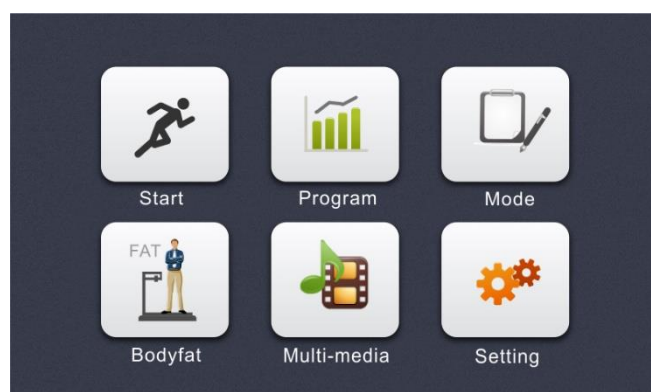 Start
Program
Mode
FAT
Bodyfat
Multi-media
Setting